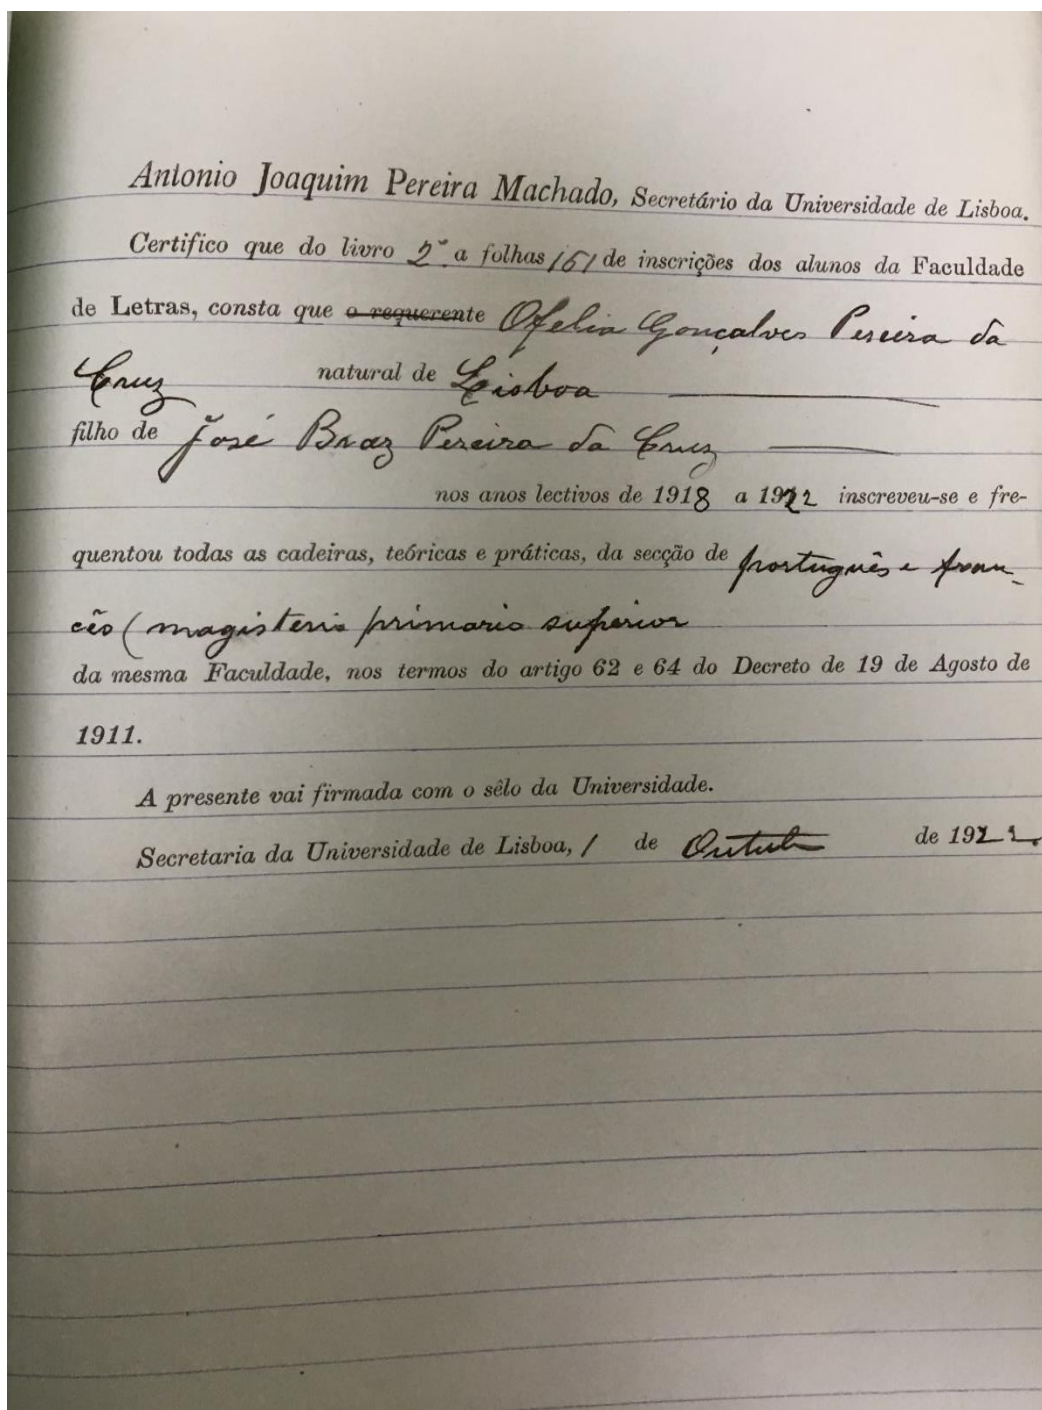 Antonio Joaquim Pereira Machado, Secretário da Universidade de Lisboa.
Certifico que do livro 2º a folhas 161 de inscrições dos alunos da Faculdade
de Letras, consta que o requerente Ofelia Gonçalves Pereira da
Cruz natural de Lisboa
filho de José Braz Pereira da Cruz
nos anos lectivos de 1918 a 1922 inscreveu-se e fre-
quentou todas as cadeiras, teóricas e práticas, da secção de português e fran-
cês (magisterio primario superior
da mesma Faculdade, nos termos do artigo 62 e 64 do Decreto de 19 de Agosto de
1911.
A presente vai firmada com o sêlo da Universidade.
Secretaria da Universidade de Lisboa, 1 de Outub de 1922.